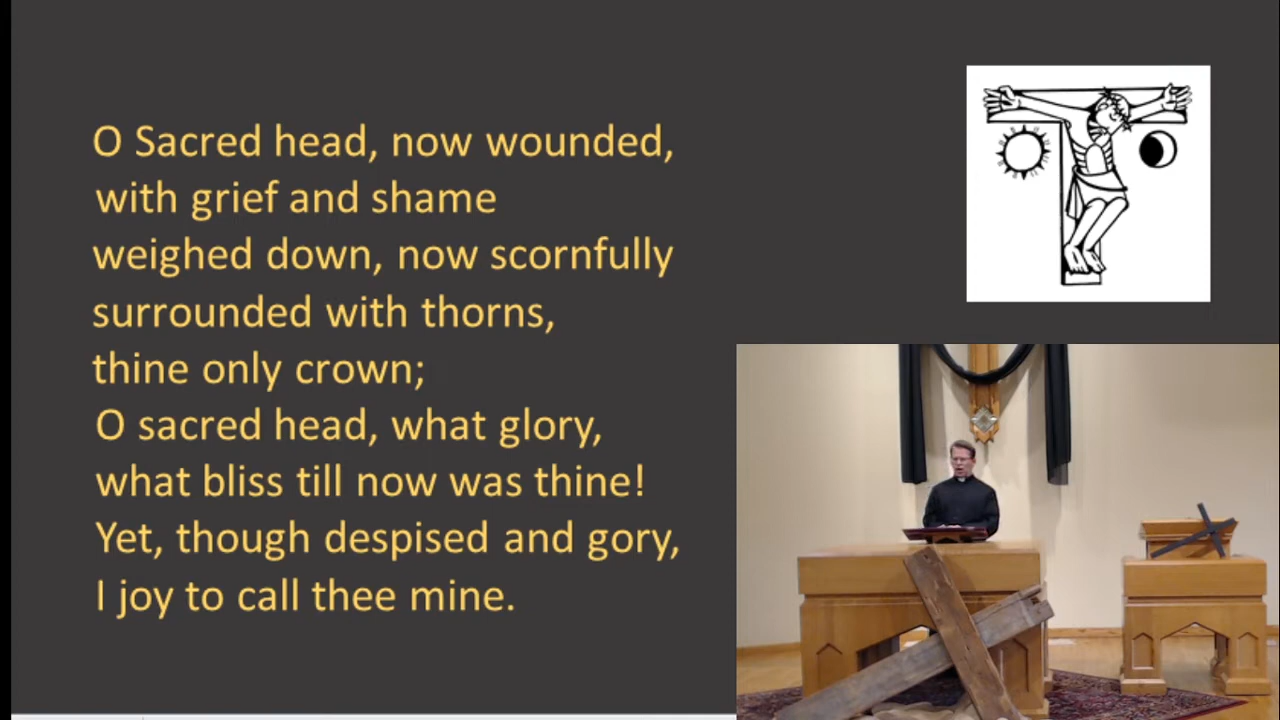 O Sacred head, now wounded,
with grief and shame
weighed down, now scornfully
surrounded with thorns,
thine only crown;
O sacred head, what glory,
what bliss till now was thine!
Yet, though despised and gory,
I joy to call thee mine.